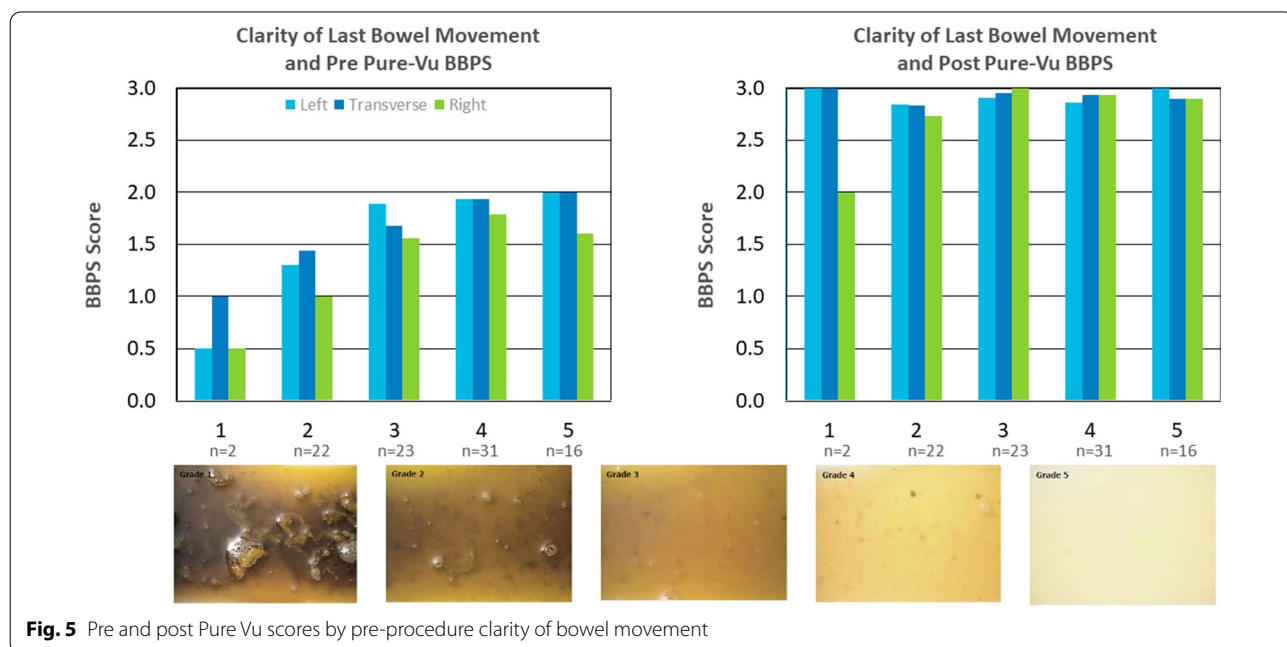 Clarity of Last Bowel Movement
and Pre Pure-Vu BBPS
BBPS Score
3.0
2.5
2.0
1.5
1.0
0.5
0.0
Left Transverse Right
1 2 3 4 5
n=2 n=22 n=23 n=31 n=16
Clarity of Last Bowel Movement
and Post Pure-Vu BBPS
BBPS Score
3.0
2.5
2.0
1.5
1.0
0.5
0.0
1 2 3 4 5
n=2 n=22 n=23 n=31 n=16
Grade 1
Grade 2
Grade 3
Grade 4
Grade 5
Fig. 5 Pre and post Pure Vu scores by pre-procedure clarity of bowel movement